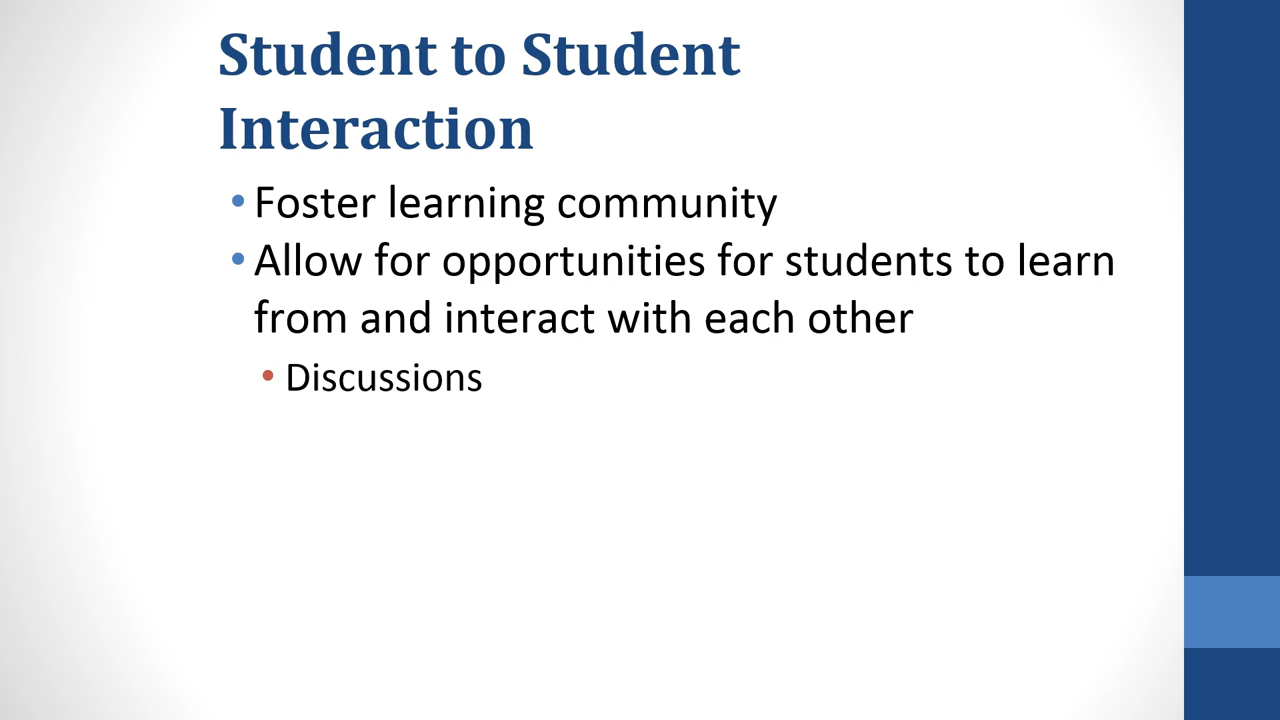 Student to Student
Interaction
• Foster learning community
• Allow for opportunities for students to learn
from and interact with each other
• Discussions